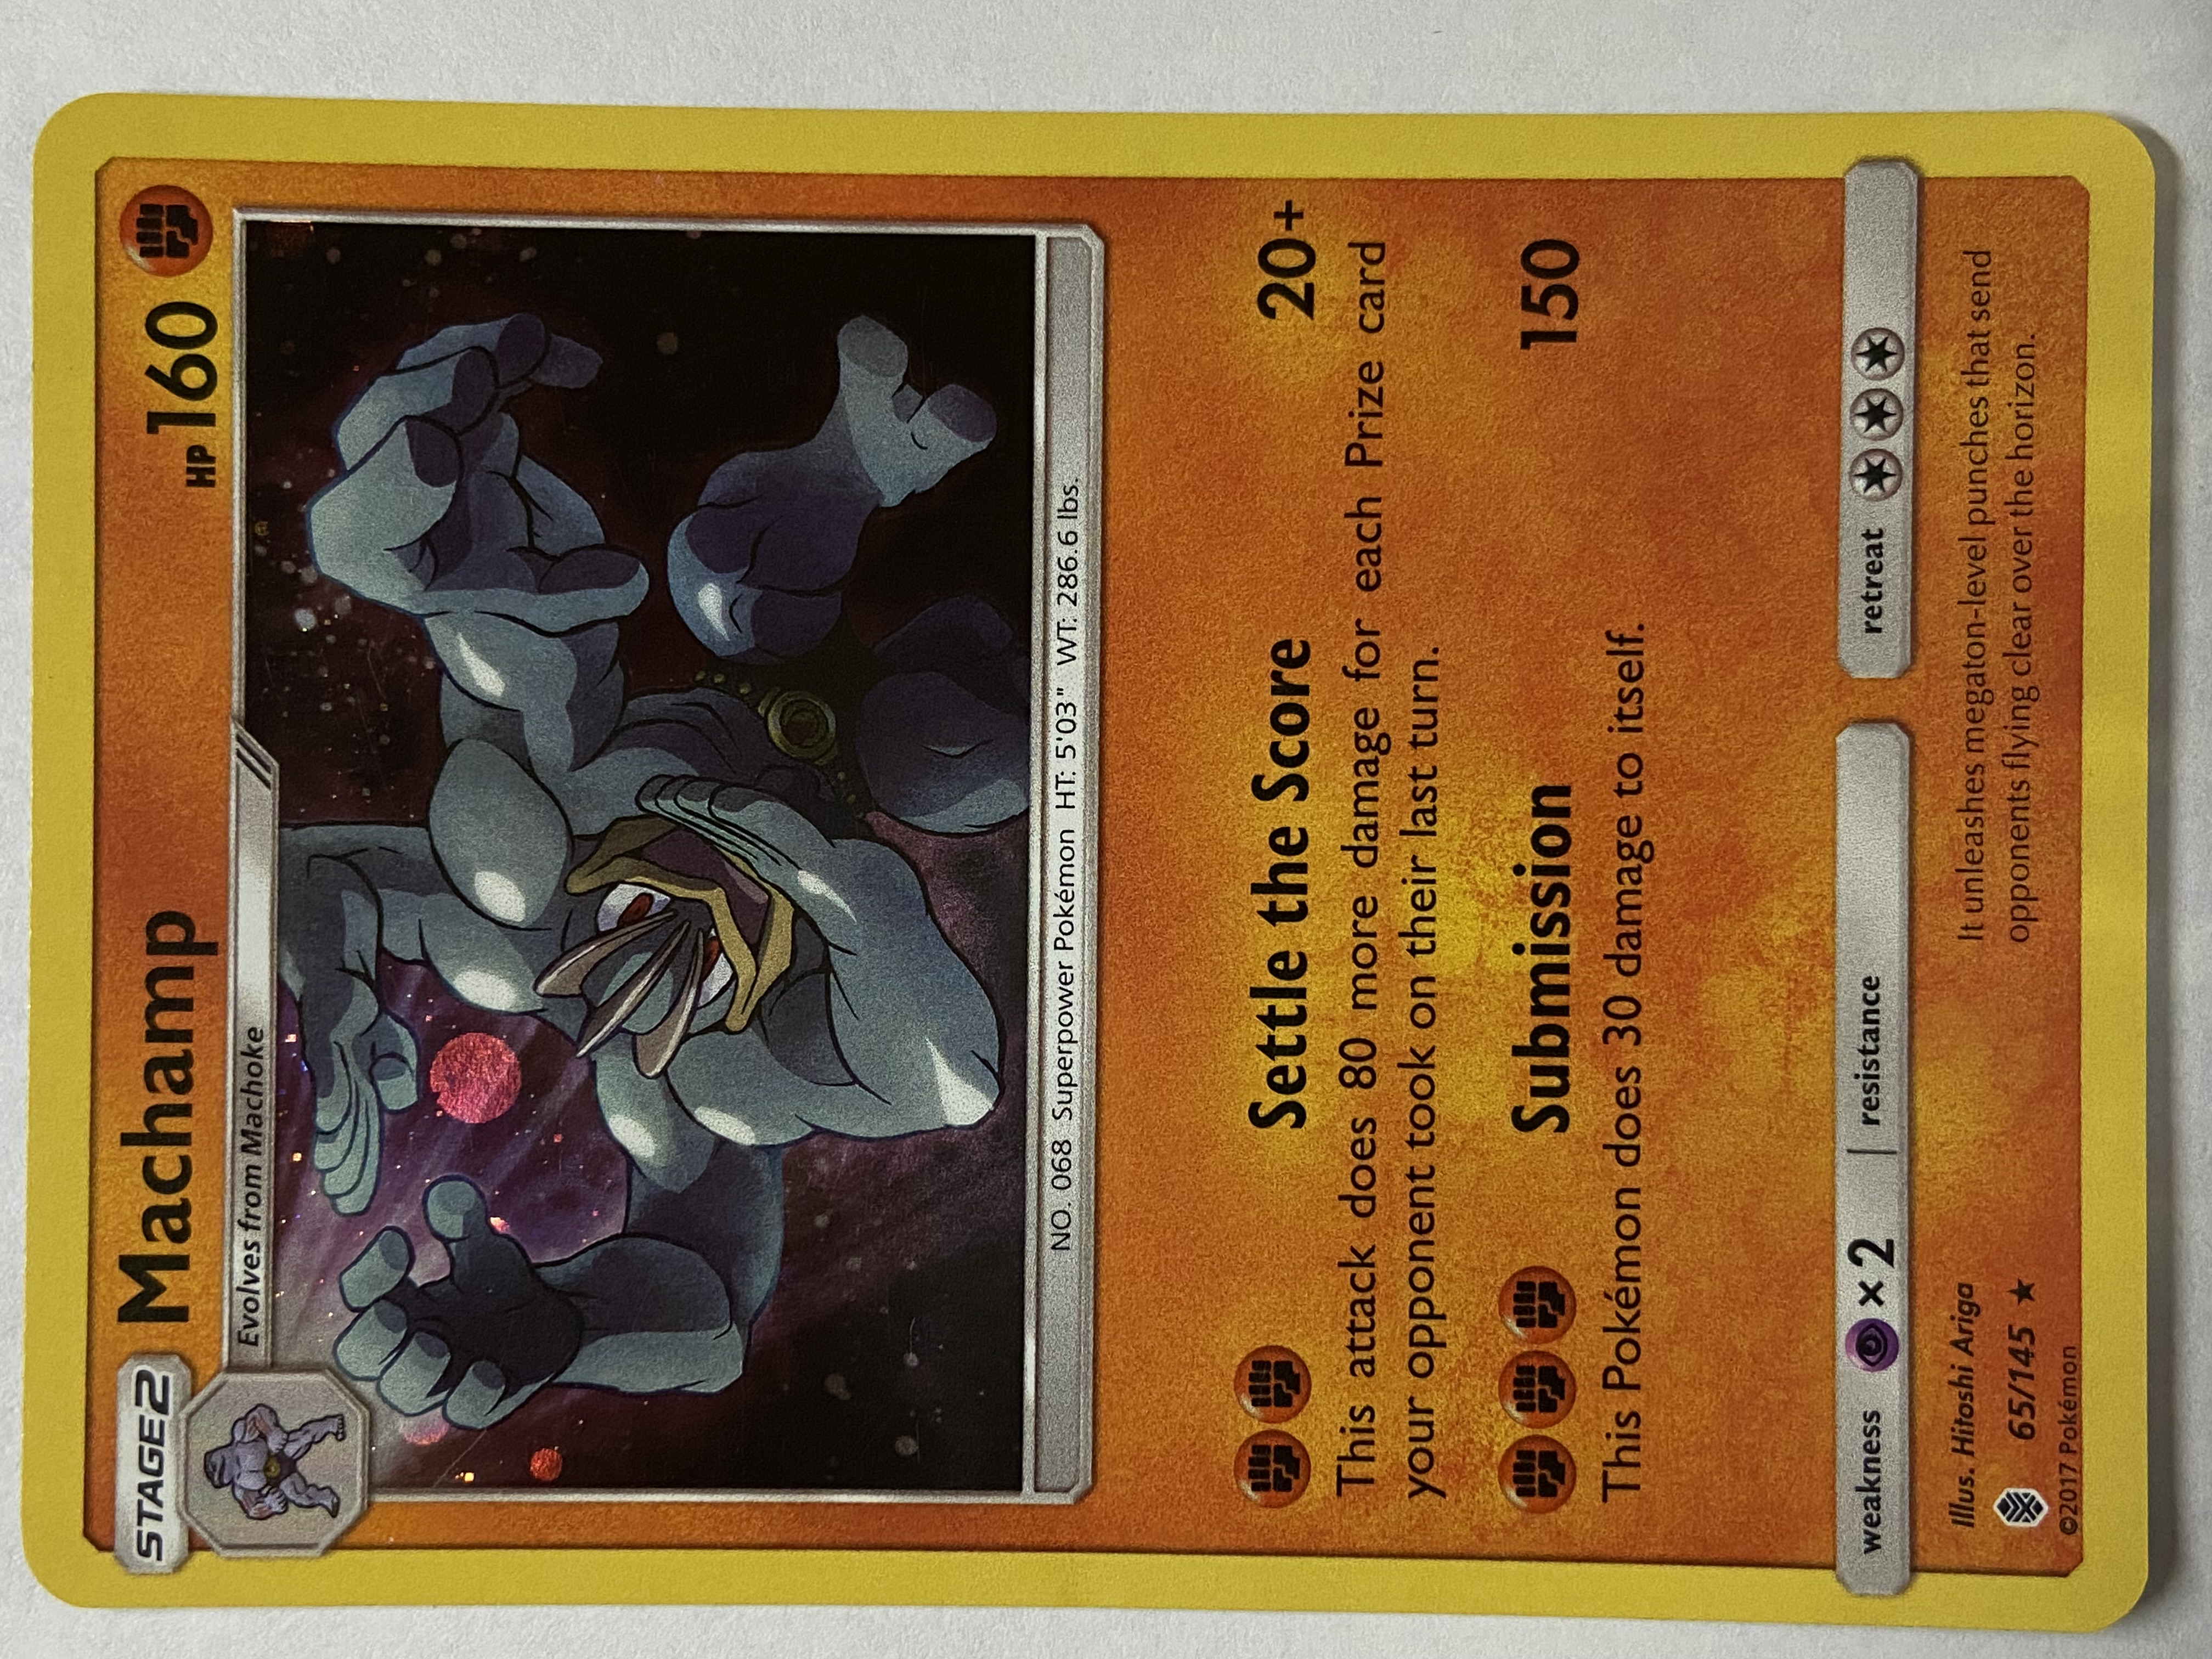 STAGE2
Machamp
HP 160
Evolves from Machoke
NO. 068 Superpower Pokémon HT: 5'03" WT: 286.6 lbs.
Settle the Score 20+
This attack does 80 more damage for each Prize card
your opponent took on their last turn.
Submission 150
This Pokémon does 30 damage to itself.
weakness ×2 resistance retreat
Illus. Hitoshi Ariga
65/145 ★
©2017 Pokémon
It unleashes megaton-level punches that send
opponents flying clear over the horizon.